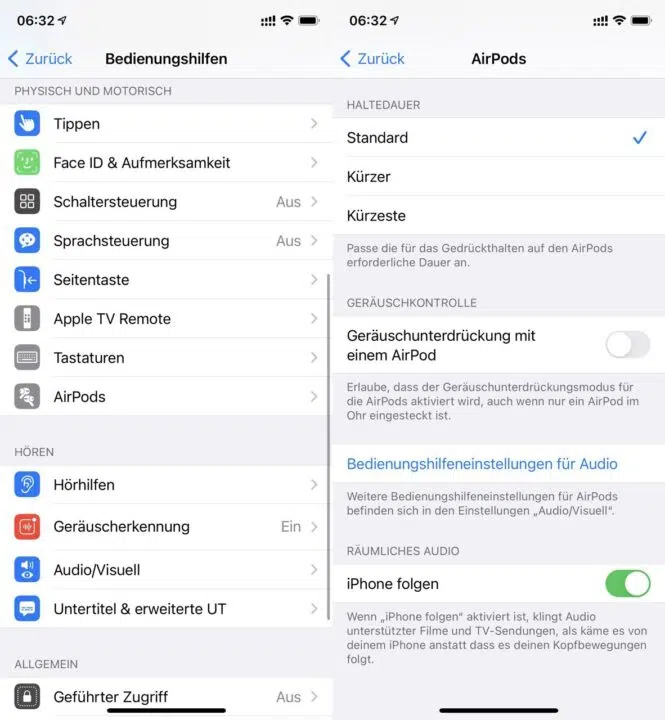 06:32
Zurück
Bedienungshilfen
PHYSISCH UND MOTORISCH
Tippen
Face ID & Aufmerksamkeit
Schaltersteuerung Aus
Sprachsteuerung Aus
Seitentaste
Apple TV Remote
Tastaturen
AirPods
HÖREN
Hörhilfen
Geräuscherkennung Ein
Audio/Visuell
Untertitel & erweiterte UT
ALLGEMEIN
Geführter Zugriff Aus
06:32
Zurück
AirPods
HALTEDAUER
Standard
Kürzer
Kürzeste
Passe die für das Gedrückthalten auf den AirPods
erforderliche Dauer an.
GERÄUSCHKONTROLLE
Geräuschunterdrückung mit
einem AirPod
Erlaube, dass der Geräuschunterdrückungsmodus für
die AirPods aktiviert wird, auch wenn nur ein AirPod im
Ohr eingesteckt ist.
Bedienungshilfeneinstellungen für Audio
Weitere Bedienungshilfeneinstellungen für AirPods
befinden sich in den Einstellungen „Audio/Visuell“.
RÄUMLICHES AUDIO
iPhone folgen
Wenn „iPhone folgen“ aktiviert ist, klingt Audio
unterstützter Filme und TV-Sendungen, als käme es von
deinem iPhone anstatt dass es deinen Kopfbewegungen
folgt.